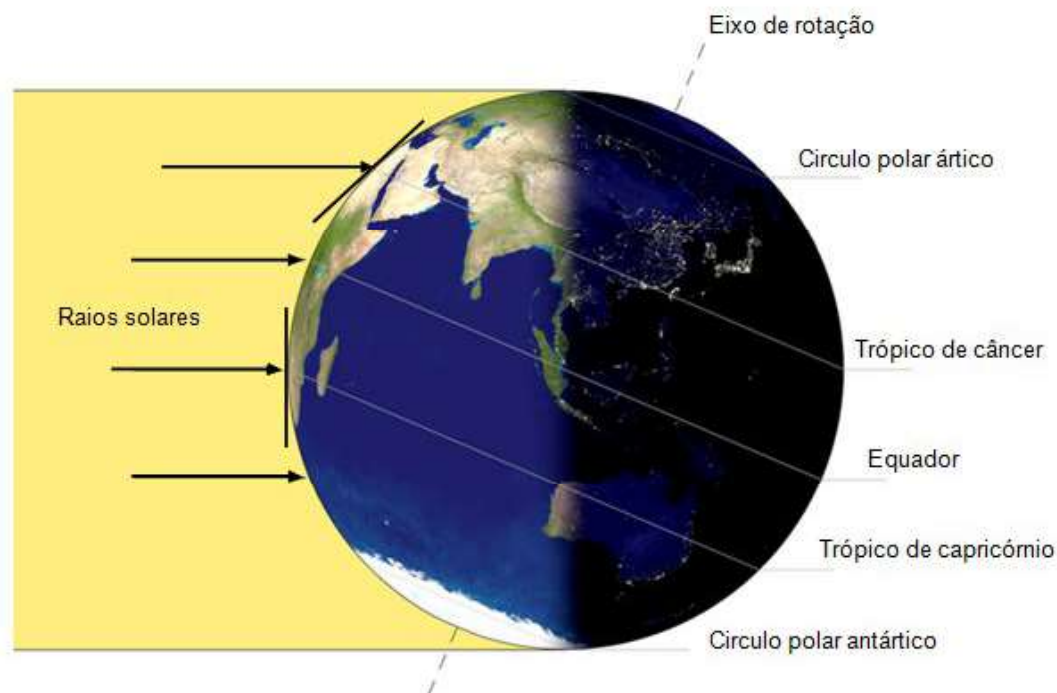 Eixo de rotação
Circulo polar ártico
Raios solares
Trópico de câncer
Equador
Trópico de capricórnio
Circulo polar antártico